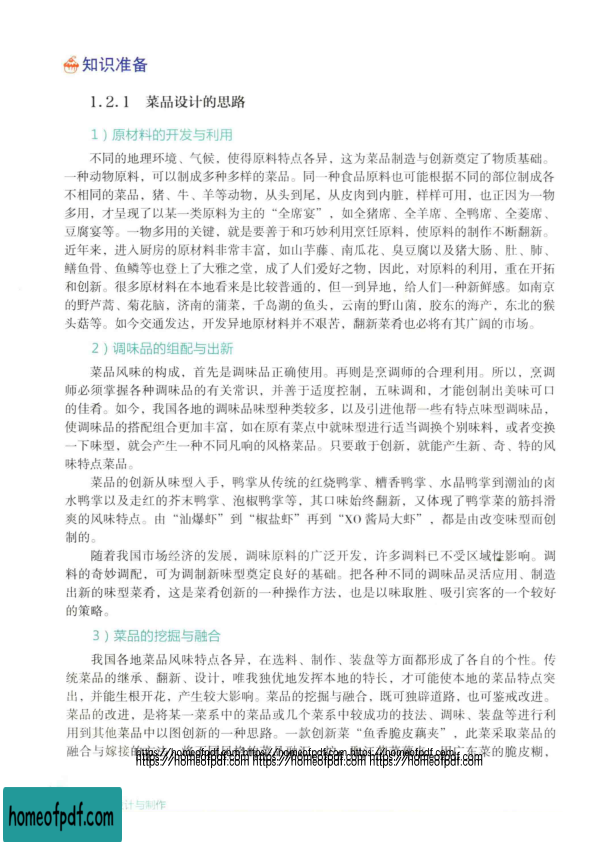 知识准备
1.2.1 菜品设计的思路
1）原材料的开发与利用
不同的地理环境、气候，使得原料特点各异，这为菜品制造与创新奠定了物质基础。
一种动物原料，可以制成多种多样的菜品。同一种食品原料也可能根据不同的部位制成各
不相同的菜品，猪、牛、羊等动物，从头到尾，从皮肉到内脏，样样可用，也正因为一物
多用，才呈现了以某一类原料为主的“全席宴”，如全猪席、全羊席、全鸭席、全菱席、
豆腐宴等。一物多用的关键，就是要善于和巧妙利用烹饪原料，使原料的制作不断翻新。
近年来，进入厨房的原材料非常丰富，如山芋藤、南瓜花、臭豆腐以及猪大肠、肚、肺、
鳝鱼骨、鱼鳞等也登上了大雅之堂，成了人们爱好之物，因此，对原料的利用，重在开拓
和创新。很多原材料在本地看来是比较普通的，但一到异地，给人们一种新鲜感。如南京
的野芦蒿、菊花脑，济南的蒲菜，千岛湖的鱼头，云南的野山菌，胶东的海产，东北的猴
头菇等。如今交通发达，开发异地原材料并不艰苦，翻新菜肴也必将有其广阔的市场。
2）调味品的组配与出新
菜品风味的构成，首先是调味品正确使用。再则是烹调师的合理利用。所以，烹调
师必须掌握各种调味品的有关常识，并善于适度控制，五味调和，才能创制出美味可口
的佳肴。如今，我国各地的调味品味型种类较多，以及引进他帮一些有特点味型调味品，
使调味品的搭配组合更加丰富，如在原有菜点中就味型进行适当调换个别味料，或者变换
一下味型，就会产生一种不同凡响的风格菜品。只要敢于创新，就能产生新、奇、特的风
味特点菜品。
菜品的创新从味型入手，鸭掌从传统的红烧鸭掌、糟香鸭掌、水晶鸭掌到潮汕的卤
水鸭掌以及走红的芥末鸭掌、泡椒鸭掌等，其口味始终翻新，又体现了鸭掌菜的筋抖滑
爽的风味特点。由“油爆虾”到“椒盐虾”再到“XO酱局大虾”，都是由改变味型而创
制的。
随着我国市场经济的发展，调味原料的广泛开发，许多调料已不受区域性影响。调
料的奇妙调配，可为调制新味型奠定良好的基础。把各种不同的调味品灵活应用、制造
出新的味型菜肴，这是菜肴创新的一种操作方法，也是以味取胜、吸引宾客的一个较好
的策略。
3）菜品的挖掘与融合
我国各地菜品风味特点各异，在选料、制作、装盘等方面都形成了各自的个性。传
统菜品的继承、翻新、设计，唯我独优地发挥本地的特长，才可能使本地的菜品特点突
出，并能生根开花，产生较大影响。菜品的挖掘与融合，既可独辟道路，也可鉴戒改进。
菜品的改进，是将某一菜系中的菜品或几个菜系中较成功的技法、调味、装盘等进行利
用到其他菜品中以图创新的一种思路。一款创新菜“鱼香脆皮藕夹”，此菜采取菜品的
融合与嫁接的 广东菜的脆皮糊，
https://homeofpdf.com https://homeofpdf.com https://homeofpdf.com
https://homeofpdf.com https://homeofpdf.com https://homeofpdf.com
计与制作
homeofpdf.com